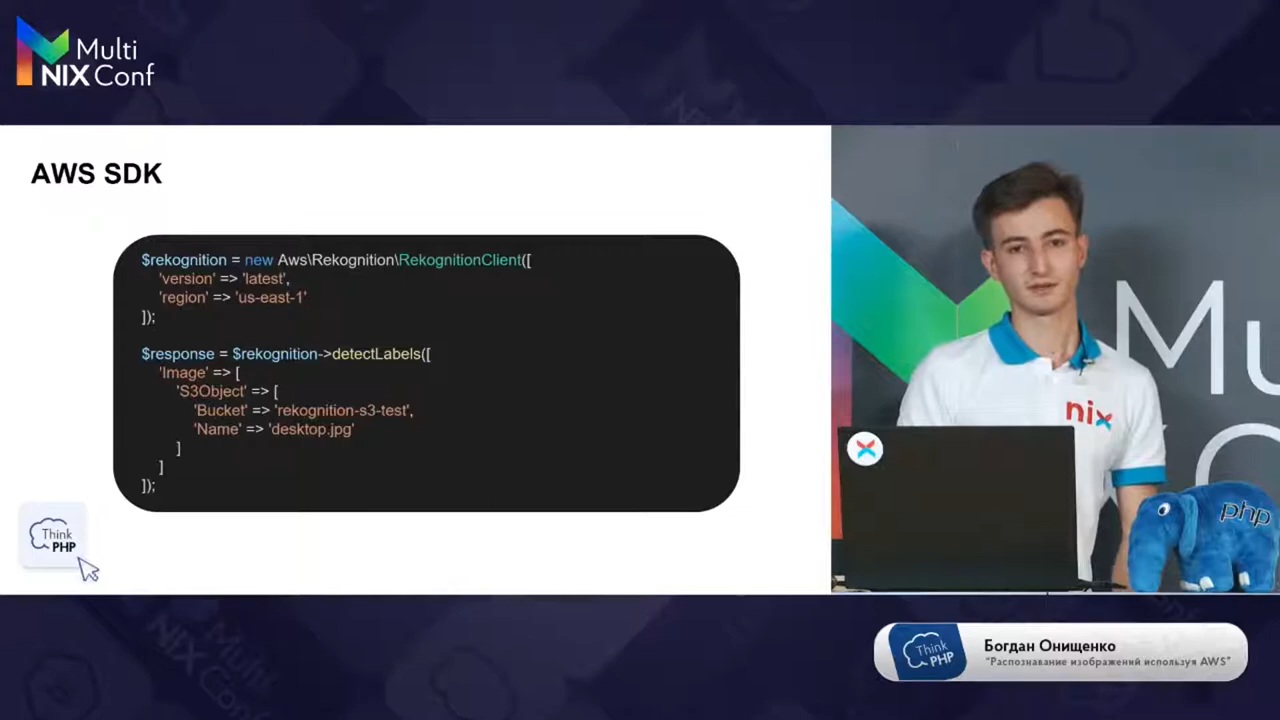 Multi
NIX Conf
AWS SDK
$rekognition = new Aws\Rekognition\RekognitionClient([
'version' => 'latest',
'region' => 'us-east-1'
]);
$response = $rekognition->detectLabels([
'Image' => [
'S3Object' => [
'Bucket' => 'rekognition-s3-test',
'Name' => 'desktop.jpg'
]
]
]);
Think
PHP
Mu
nix
php
Think
PHP
Богдан Онищенко
"Распознавание изображений используя AWS"